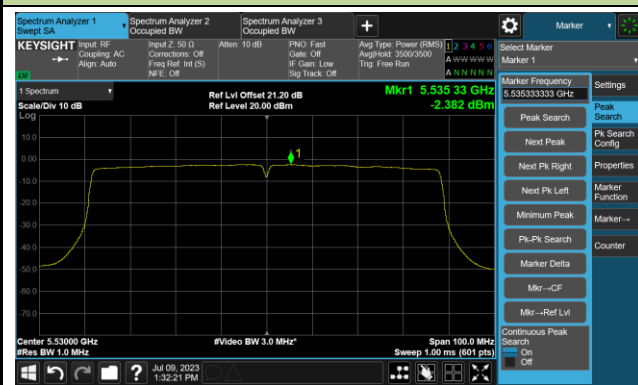 Spectrum Analyzer 1
Swept SA
Spectrum Analyzer 2
Occupied BW
Spectrum Analyzer 3
Occupied BW
+
Marker
KEYSIGHT
Input: RF
Coupling: AC
Align: Auto
Input Z: 50 Ω
Corrections: Off
Freq Ref: Int (S)
NFE: Off
Atten: 10 dB
PNO: Fast
Gate: Off
IF Gain: Low
Sig Track: Off
Avg Type: Power (RMS)
Avg|Hold: 3500/3500
Trig: Free Run
1 2 3 4 5 6
A W W W W W
A N N N N N
Select Marker
Marker 1
1 Spectrum
Scale/Div 10 dB
Log
Ref Lvl Offset 21.20 dB
Ref Level 20.00 dBm
Mkr1 5.535 33 GHz
-2.382 dBm
1
10.0
0.00
-10.0
-20.0
-30.0
-40.0
-50.0
-60.0
-70.0
Center 5.53000 GHz
#Res BW 1.0 MHz
#Video BW 3.0 MHz*
Span 100.0 MHz
Sweep 1.00 ms (601 pts)
Marker Frequency
5.535333333 GHz
Peak Search
Next Peak
Next Pk Right
Next Pk Left
Minimum Peak
Pk-Pk Search
Marker Delta
Mkr→CF
Mkr→Ref Lvl
Continuous Peak
Search
On
Off
Settings
Peak
Search
Pk Search
Config
Properties
Marker
Function
Marker→
Counter
?
Jul 09, 2023
1:32:21 PM